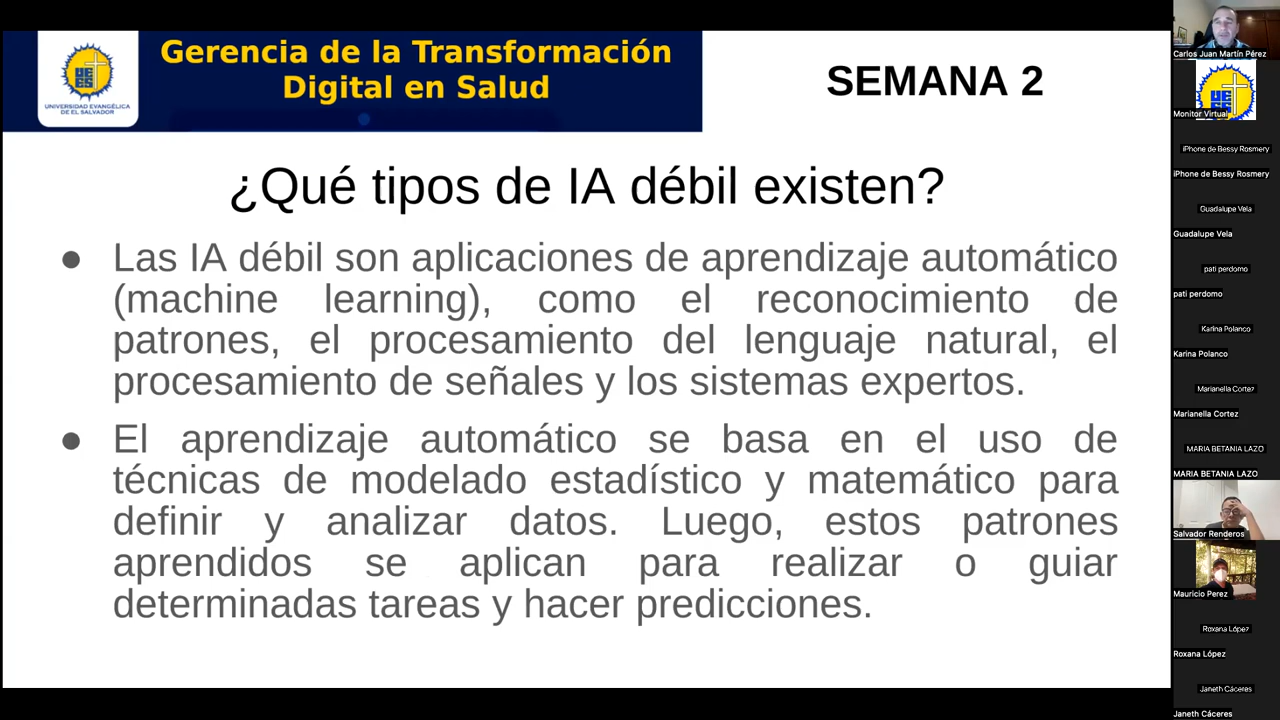 Gerencia de la Transformación
Digital en Salud
UNIVERSIDAD EVANGÉLICA
DE EL SALVADOR
SEMANA 2
¿Qué tipos de IA débil existen?
● Las IA débil son aplicaciones de aprendizaje automático
(machine learning), como el reconocimiento de
patrones, el procesamiento del lenguaje natural, el
procesamiento de señales y los sistemas expertos.
● El aprendizaje automático se basa en el uso de
técnicas de modelado estadístico y matemático para
definir y analizar datos. Luego, estos patrones
aprendidos se aplican para realizar o guiar
determinadas tareas y hacer predicciones.
Carlos Juan Martín Pérez
Monitor Virtual
iPhone de Bessy Rosmery
iPhone de Bessy Rosmery
Guadalupe Vela
Guadalupe Vela
pati perdomo
pati perdomo
Karina Polanco
Karina Polanco
Marianella Cortez
Marianella Cortez
MARIA BETANIA LAZO
MARIA BETANIA LAZO
Salvador Renderos
Mauricio Perez
Roxana López
Roxana López
Janeth Cáceres
Janeth Cáceres